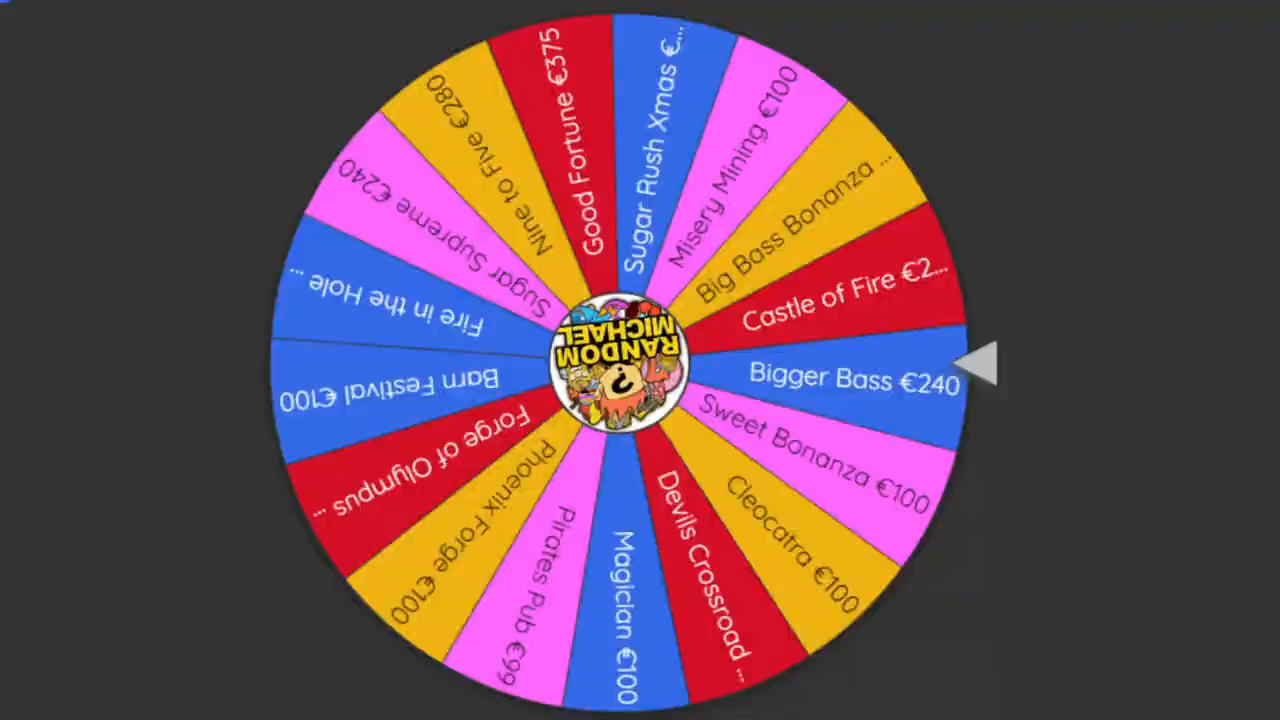 Good Fortune €375
Sugar Rush Xmas €...
Misery Mining €100
Big Bass Bonanza ...
Castle of Fire €2...
Bigger Bass €240
Sweet Bonanza €100
Cleocatra €100
Devils Crossroad ...
Magician €100
Pirates Pub €99
Phoenix Forge €100
Forge of Olympus ...
Barn Festival €100
Fire in the Hole ...
Sugar Supreme €240
Nine to Five €280
RANDOM
MICHAEL
?